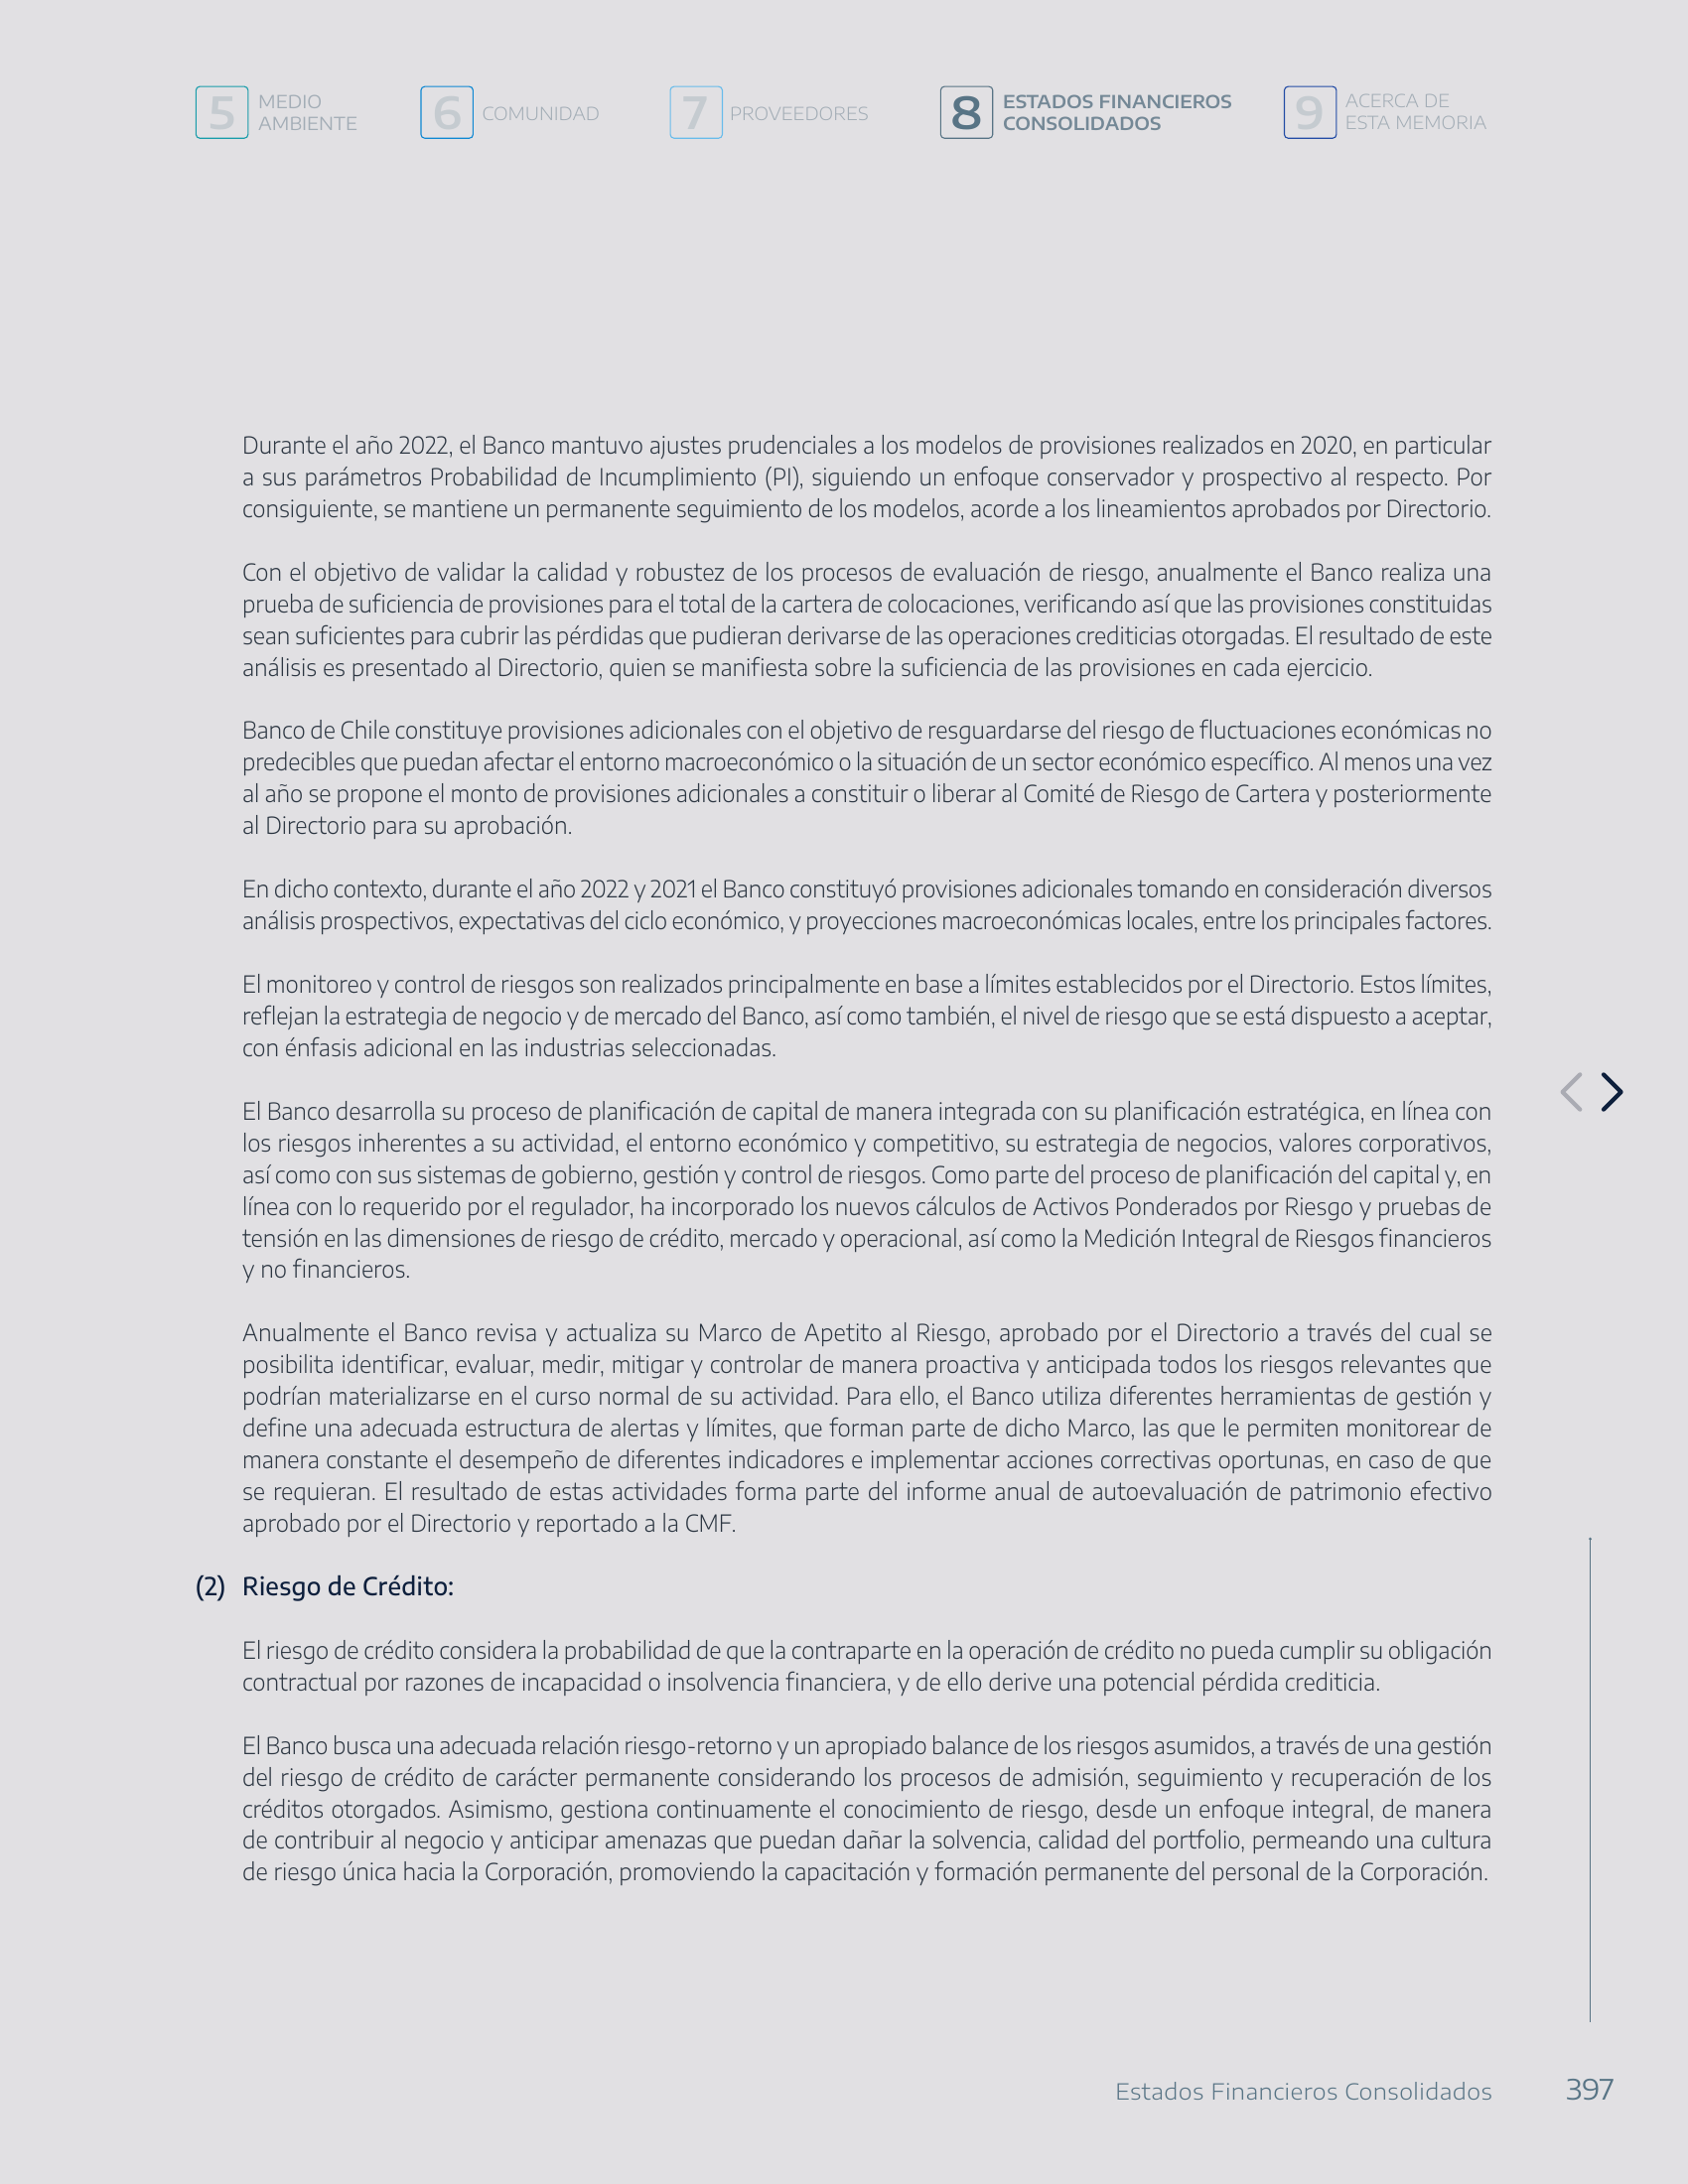 5 MEDIO AMBIENTE
6 COMUNIDAD
7 PROVEEDORES
8 ESTADOS FINANCIEROS CONSOLIDADOS
9 ACERCA DE ESTA MEMORIA
Durante el año 2022, el Banco mantuvo ajustes prudenciales a los modelos de provisiones realizados en 2020, en particular
a sus parámetros Probabilidad de Incumplimiento (PI), siguiendo un enfoque conservador y prospectivo al respecto. Por
consiguiente, se mantiene un permanente seguimiento de los modelos, acorde a los lineamientos aprobados por Directorio.
Con el objetivo de validar la calidad y robustez de los procesos de evaluación de riesgo, anualmente el Banco realiza una
prueba de suficiencia de provisiones para el total de la cartera de colocaciones, verificando así que las provisiones constituidas
sean suficientes para cubrir las pérdidas que pudieran derivarse de las operaciones crediticias otorgadas. El resultado de este
análisis es presentado al Directorio, quien se manifiesta sobre la suficiencia de las provisiones en cada ejercicio.
Banco de Chile constituye provisiones adicionales con el objetivo de resguardarse del riesgo de fluctuaciones económicas no
predecibles que puedan afectar el entorno macroeconómico o la situación de un sector económico específico. Al menos una vez
al año se propone el monto de provisiones adicionales a constituir o liberar al Comité de Riesgo de Cartera y posteriormente
al Directorio para su aprobación.
En dicho contexto, durante el año 2022 y 2021 el Banco constituyó provisiones adicionales tomando en consideración diversos
análisis prospectivos, expectativas del ciclo económico, y proyecciones macroeconómicas locales, entre los principales factores.
El monitoreo y control de riesgos son realizados principalmente en base a límites establecidos por el Directorio. Estos límites,
reflejan la estrategia de negocio y de mercado del Banco, así como también, el nivel de riesgo que se está dispuesto a aceptar,
con énfasis adicional en las industrias seleccionadas.
El Banco desarrolla su proceso de planificación de capital de manera integrada con su planificación estratégica, en línea con
los riesgos inherentes a su actividad, el entorno económico y competitivo, su estrategia de negocios, valores corporativos,
así como con sus sistemas de gobierno, gestión y control de riesgos. Como parte del proceso de planificación del capital y, en
línea con lo requerido por el regulador, ha incorporado los nuevos cálculos de Activos Ponderados por Riesgo y pruebas de
tensión en las dimensiones de riesgo de crédito, mercado y operacional, así como la Medición Integral de Riesgos financieros
y no financieros.
Anualmente el Banco revisa y actualiza su Marco de Apetito al Riesgo, aprobado por el Directorio a través del cual se
posibilita identificar, evaluar, medir, mitigar y controlar de manera proactiva y anticipada todos los riesgos relevantes que
podrían materializarse en el curso normal de su actividad. Para ello, el Banco utiliza diferentes herramientas de gestión y
define una adecuada estructura de alertas y límites, que forman parte de dicho Marco, las que le permiten monitorear de
manera constante el desempeño de diferentes indicadores e implementar acciones correctivas oportunas, en caso de que
se requieran. El resultado de estas actividades forma parte del informe anual de autoevaluación de patrimonio efectivo
aprobado por el Directorio y reportado a la CMF.
(2) Riesgo de Crédito:
El riesgo de crédito considera la probabilidad de que la contraparte en la operación de crédito no pueda cumplir su obligación
contractual por razones de incapacidad o insolvencia financiera, y de ello derive una potencial pérdida crediticia.
El Banco busca una adecuada relación riesgo-retorno y un apropiado balance de los riesgos asumidos, a través de una gestión
del riesgo de crédito de carácter permanente considerando los procesos de admisión, seguimiento y recuperación de los
créditos otorgados. Asimismo, gestiona continuamente el conocimiento de riesgo, desde un enfoque integral, de manera
de contribuir al negocio y anticipar amenazas que puedan dañar la solvencia, calidad del portfolio, permeando una cultura
de riesgo única hacia la Corporación, promoviendo la capacitación y formación permanente del personal de la Corporación.
Estados Financieros Consolidados 397